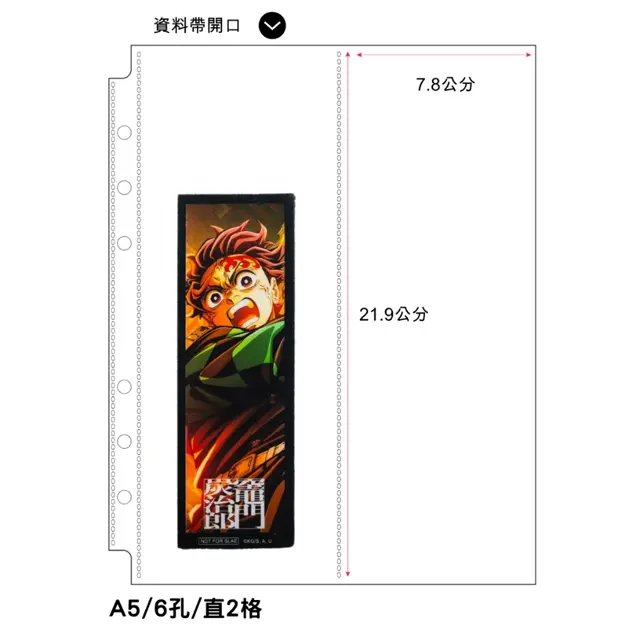 資料帶開口
7.8公分
21.9公分
竈門
炭治郎
NOT FOR SLAE
©KG/S, A, U
A5/6孔/直2格